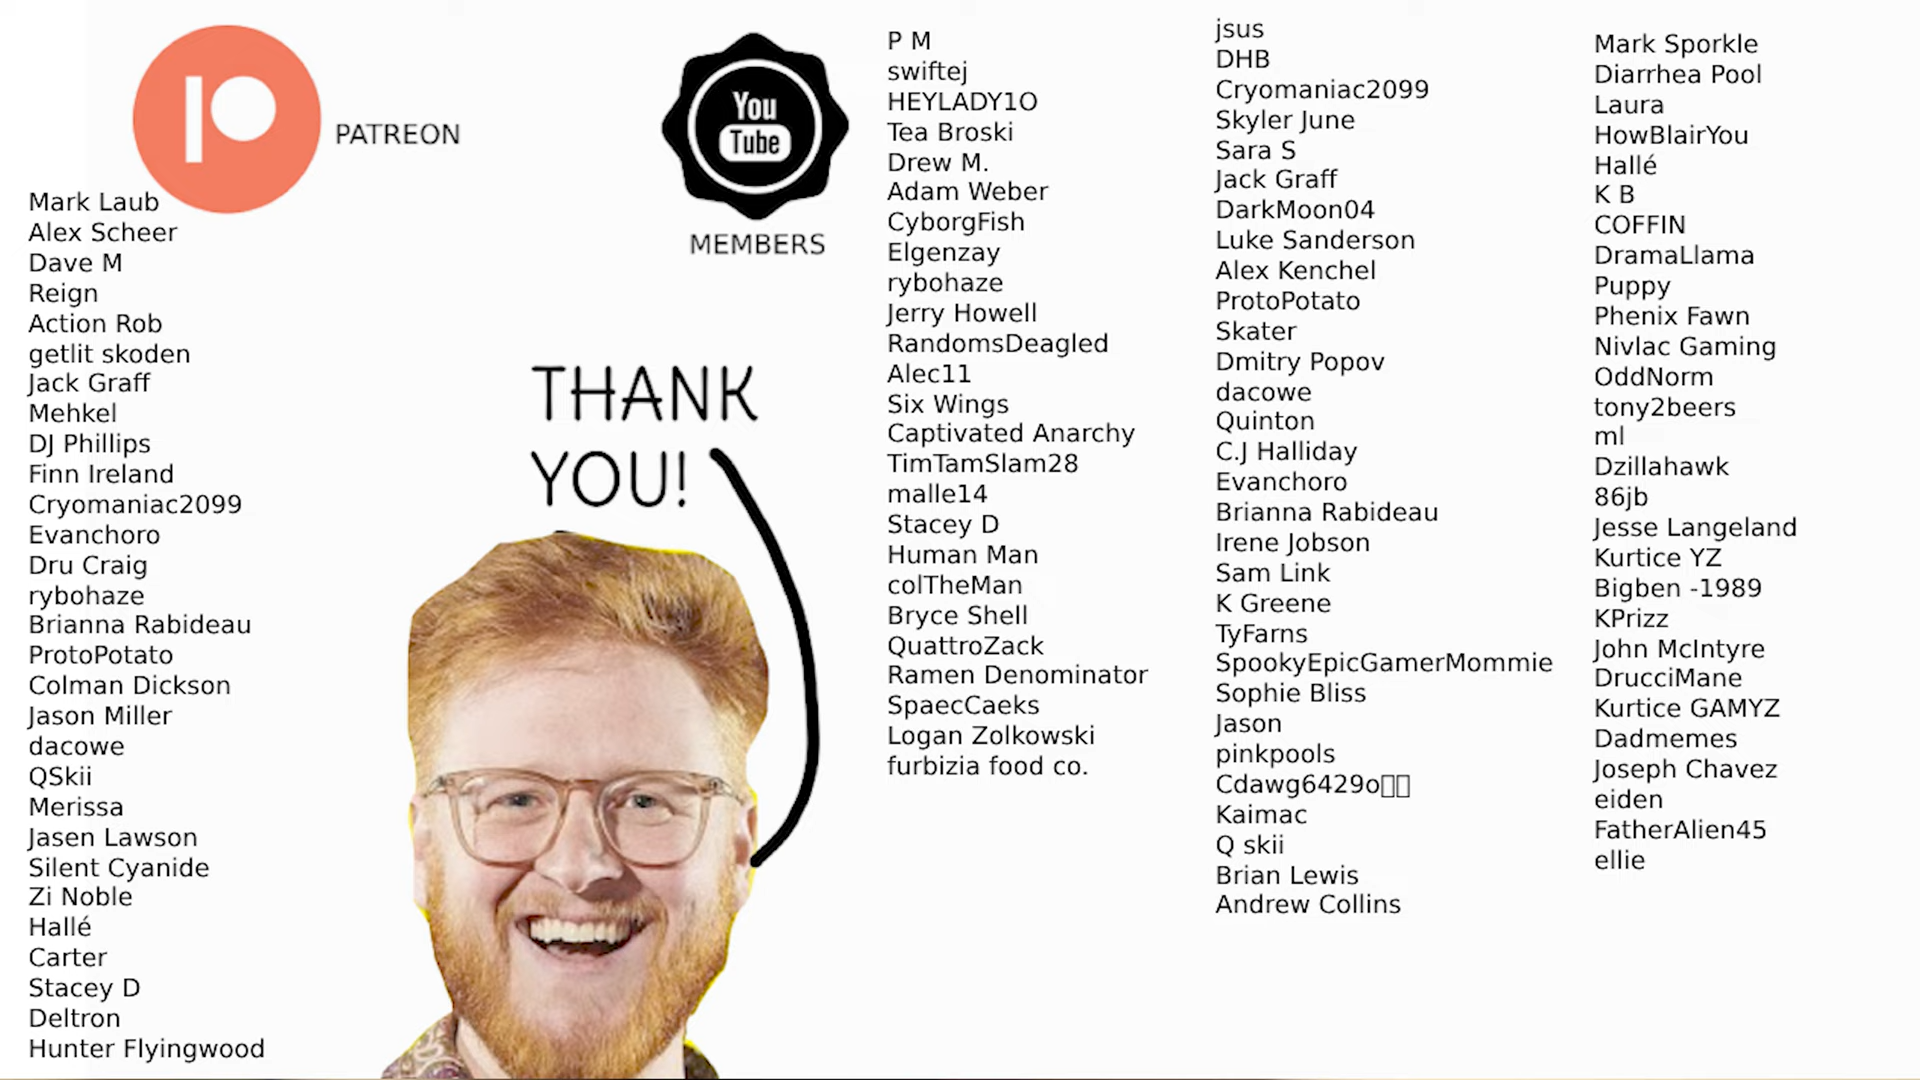 PATREON
Mark Laub
Alex Scheer
Dave M
Reign
Action Rob
getlit skoden
Jack Graff
Mehkel
DJ Phillips
Finn Ireland
Cryomaniac2099
Evanchoro
Dru Craig
rybohaze
Brianna Rabideau
ProtoPotato
Colman Dickson
Jason Miller
dacowe
QSkii
Merissa
Jasen Lawson
Silent Cyanide
Zi Noble
Hallé
Carter
Stacey D
Deltron
Hunter Flyingwood
You
Tube
MEMBERS
THANK
YOU!
P M
swiftej
HEYLADY1O
Tea Broski
Drew M.
Adam Weber
CyborgFish
Elgenzay
rybohaze
Jerry Howell
RandomsDeagled
Alec11
Six Wings
Captivated Anarchy
TimTamSlam28
malle14
Stacey D
Human Man
colTheMan
Bryce Shell
QuattroZack
Ramen Denominator
SpaecCaeks
Logan Zolkowski
furbizia food co.
jsus
DHB
Cryomaniac2099
Skyler June
Sara S
Jack Graff
DarkMoon04
Luke Sanderson
Alex Kenchel
ProtoPotato
Skater
Dmitry Popov
dacowe
Quinton
C.J Halliday
Evanchoro
Brianna Rabideau
Irene Jobson
Sam Link
K Greene
TyFarns
SpookyEpicGamerMommie
Sophie Bliss
Jason
pinkpools
Cdawg6429o
Kaimac
Q skii
Brian Lewis
Andrew Collins
Mark Sporkle
Diarrhea Pool
Laura
HowBlairYou
Hallé
K B
COFFIN
DramaLlama
Puppy
Phenix Fawn
Nivlac Gaming
OddNorm
tony2beers
ml
Dzillahawk
86jb
Jesse Langeland
Kurtice YZ
Bigben -1989
KPrizz
John McIntyre
DrucciMane
Kurtice GAMYZ
Dadmemes
Joseph Chavez
eiden
FatherAlien45
ellie